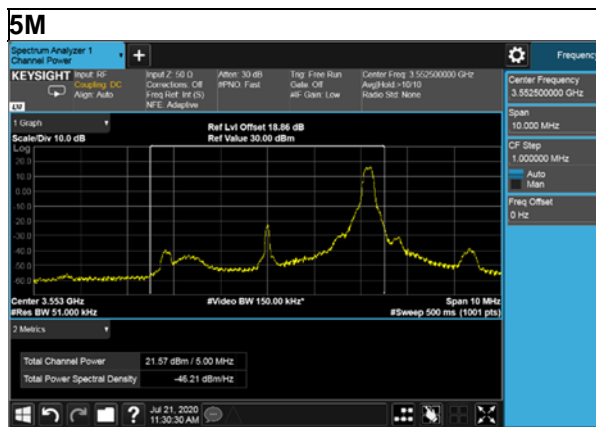 5M
Spectrum Analyzer 1
Channel Power
+
Frequency
KEYSIGHT
Input: RF
Coupling: DC
Align: Auto
Input Z: 50 Ω
Corrections: Off
Freq Ref: Int (S)
NFE: Adaptive
Atten: 30 dB
#PNO: Fast
Trig: Free Run
Gate: Off
#IF Gain: Low
Center Freq: 3.552500000 GHz
Avg|Hold:>10/10
Radio Std: None
LXI
Center Frequency
3.552500000 GHz
Span
10.000 MHz
CF Step
1.000000 MHz
Auto
Man
Freq Offset
0 Hz
1 Graph
Scale/Div 10.0 dB
Ref Lvl Offset 18.86 dB
Ref Value 30.00 dBm
Log
20.0
10.0
0.00
-10.0
-20.0
-30.0
-40.0
-50.0
-60.0
Center 3.553 GHz
#Res BW 51.000 kHz
#Video BW 150.00 kHz*
Span 10 MHz
#Sweep 500 ms (1001 pts)
2 Metrics
Total Channel Power 21.57 dBm / 5.00 MHz
Total Power Spectral Density -45.21 dBm/Hz
?
Jul 21, 2020
11:30:30 AM